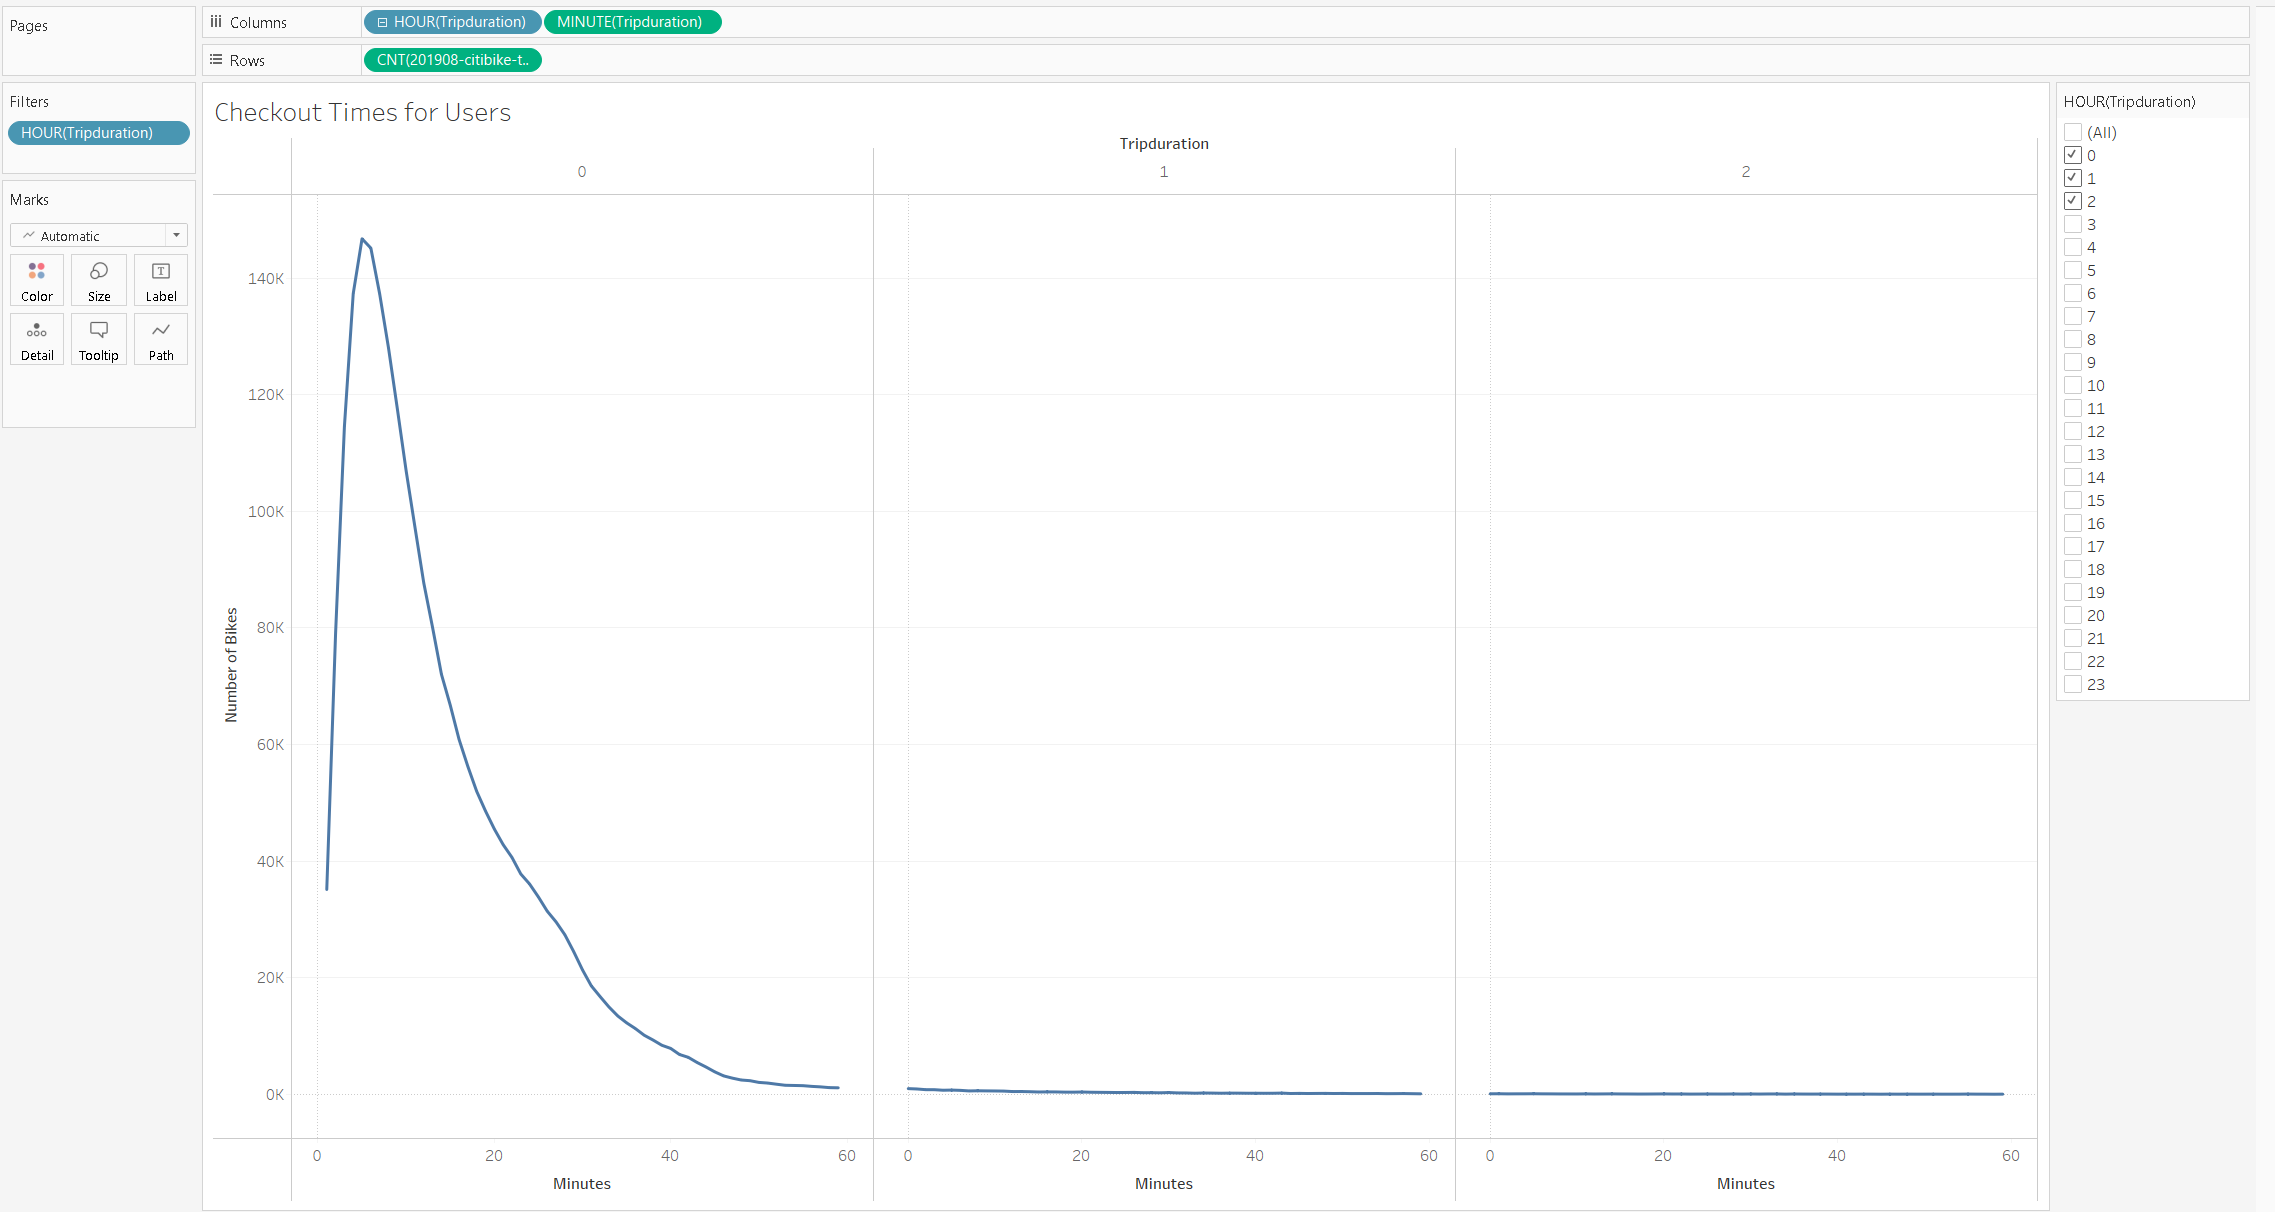 Pages
Columns
HOUR(Tripduration)
MINUTE(Tripduration)
Rows
CNT(201908-citibike-t..
Filters
HOUR(Tripduration)
Marks
Automatic
Color
Size
Label
Detail
Tooltip
Path
Checkout Times for Users
Tripduration
0
1
2
Number of Bikes
140K
120K
100K
80K
60K
40K
20K
0K
0
20
40
60
0
20
40
60
0
20
40
60
Minutes
Minutes
Minutes
HOUR(Tripduration)
(All)
0
1
2
3
4
5
6
7
8
9
10
11
12
13
14
15
16
17
18
19
20
21
22
23